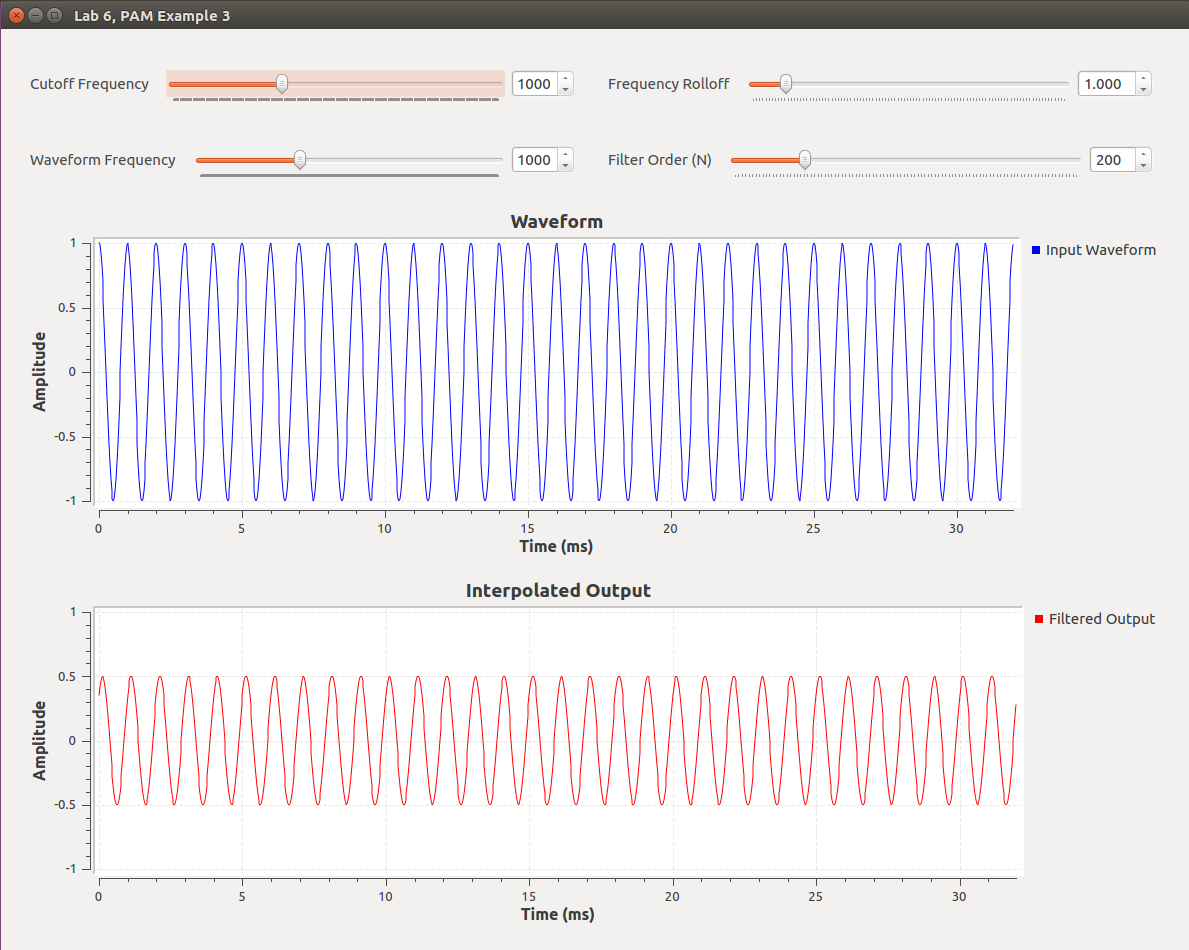 Lab 6, PAM Example 3
Cutoff Frequency 1000 Frequency Rolloff 1.000
Waveform Frequency 1000 Filter Order (N) 200
Waveform
1
0.5
0
-0.5
-1
Amplitude
Input Waveform
0 5 10 15 20 25 30
Time (ms)
Interpolated Output
1
0.5
0
-0.5
-1
Amplitude
Filtered Output
0 5 10 15 20 25 30
Time (ms)